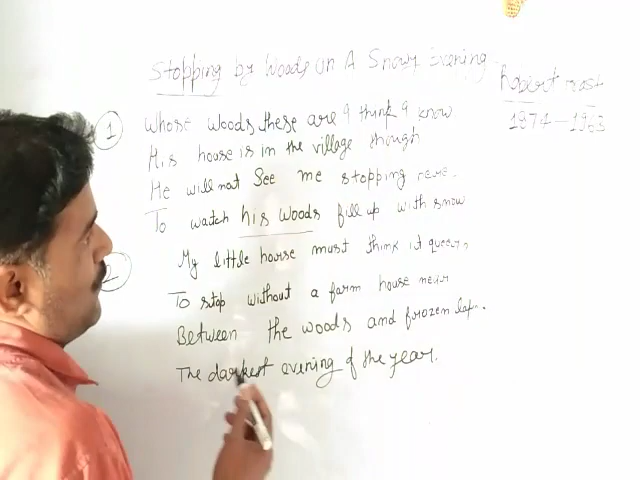 Stopping by Woods On A Snowy Evening
Robert Frost
1874-1963
1 Whose woods these are I think I know
His house is in the village though
He will not See me stopping here.
To watch his woods fill up with snow
2 My little house must think it queer,
To stop without a farm house near
Between the woods and frozen lake.
The darkest evening of the year.